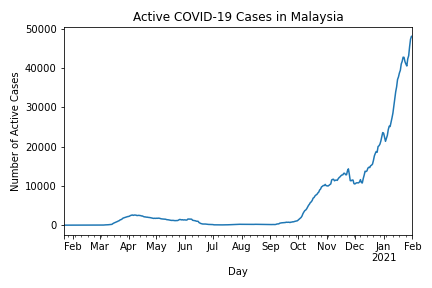 Active COVID-19 Cases in Malaysia
50000
40000
30000
20000
10000
0
Number of Active Cases
Feb Mar Apr May Jun Jul Aug Sep Oct Nov Dec Jan Feb
2021
Day